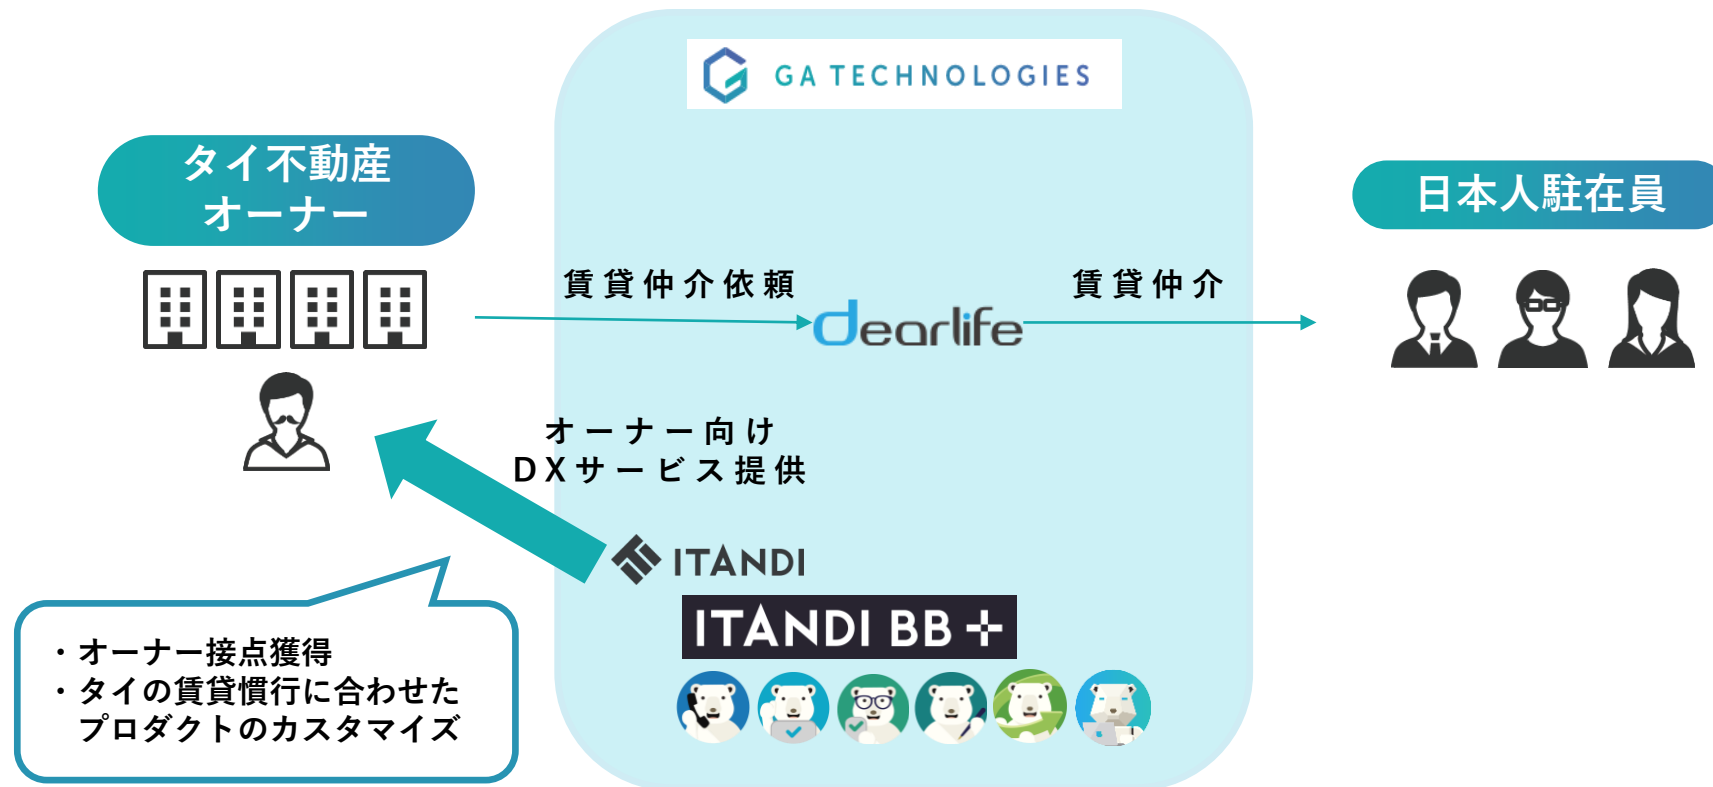 GA TECHNOLOGIES
タイ不動産
オーナー
日本人駐在員
賃貸仲介依頼
賃貸仲介
dearlife
オーナー向け
DXサービス提供
ITANDI
ITANDI BB +
・オーナー接点獲得
・タイの賃貸慣行に合わせた
プロダクトのカスタマイズ